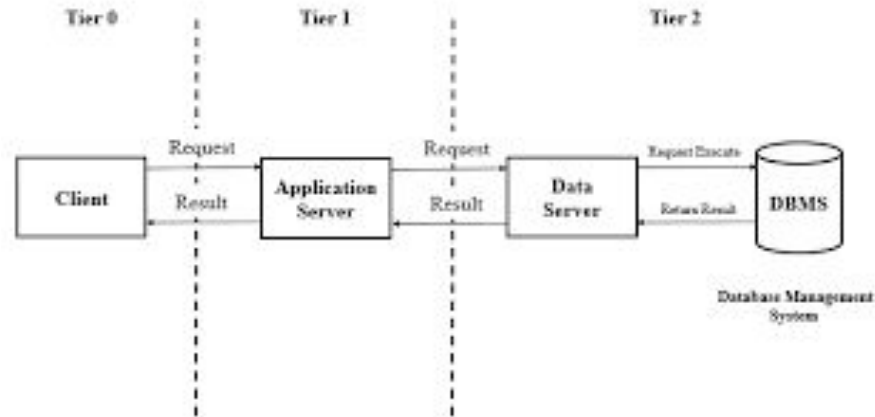 Tier 0
Tier 1
Tier 2
Request
Request
Request Execute
Client
Application
Server
Data
Server
DBMS
Result
Result
Return Result
Database Management
System